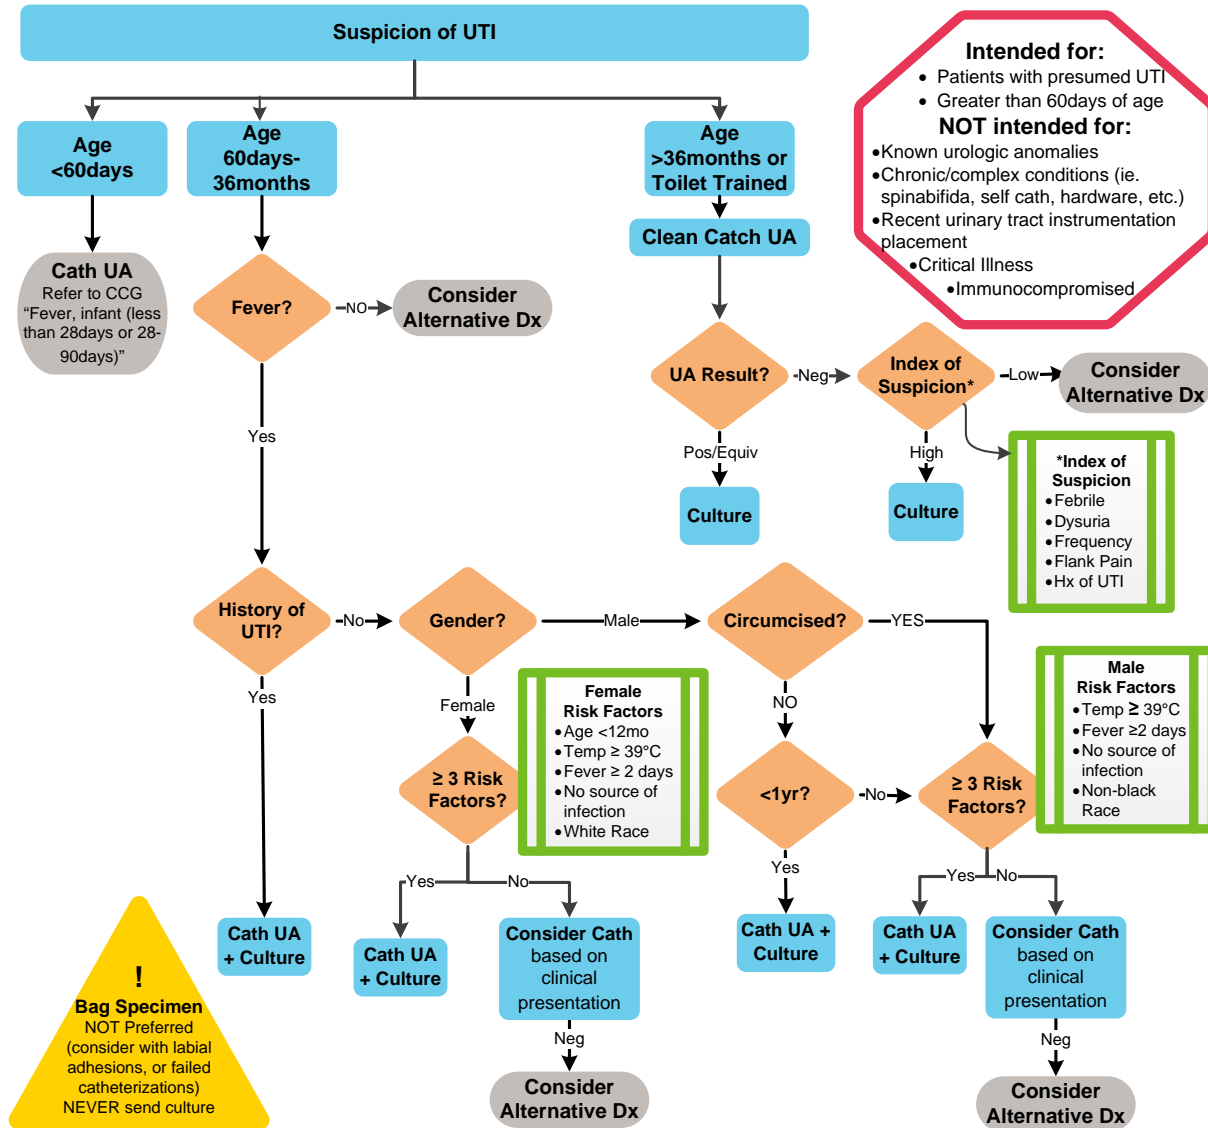 Suspicion of UTI
Intended for:
• Patients with presumed UTI
• Greater than 60days of age
NOT intended for:
•Known urologic anomalies
•Chronic/complex conditions (ie.
spinabifida, self cath, hardware, etc.)
•Recent urinary tract instrumentation
placement
•Critical Illness
•Immunocompromised
Age
<60days
Age
60days-
36months
Age
>36months or
Toilet Trained
Cath UA
Refer to CCG
“Fever, infant (less
than 28days or 28-
90days)”
Clean Catch UA
Fever?
NO
Consider
Alternative Dx
UA Result?
Neg
Index of
Suspicion*
Low
Consider
Alternative Dx
Yes
Pos/Equiv
High
Culture
Culture
*Index of
Suspicion
•Febrile
•Dysuria
•Frequency
•Flank Pain
•Hx of UTI
History of
UTI?
No
Gender?
Male
Circumcised?
YES
Yes
Female
NO
Female
Risk Factors
•Age <12mo
•Temp ≥ 39°C
•Fever ≥ 2 days
•No source of
infection
•White Race
Male
Risk Factors
•Temp ≥ 39°C
•Fever ≥2 days
•No source of
infection
•Non-black
Race
≥ 3 Risk
Factors?
<1yr?
No
≥ 3 Risk
Factors?
Yes
No
Yes
Yes
No
Cath UA
+ Culture
Cath UA
+ Culture
Consider Cath
based on
clinical
presentation
Cath UA +
Culture
Cath UA
+ Culture
Consider Cath
based on
clinical
presentation
Neg
Neg
Consider
Alternative Dx
Consider
Alternative Dx
!
Bag Specimen
NOT Preferred
(consider with labial
adhesions, or failed
catheterizations)
NEVER send culture